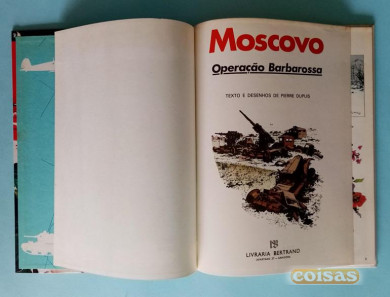 Moscovo
Operação Barbarossa
TEXTO E DESENHOS DE PIERRE DUPUIS
LIVRARIA BERTRAND
coisas